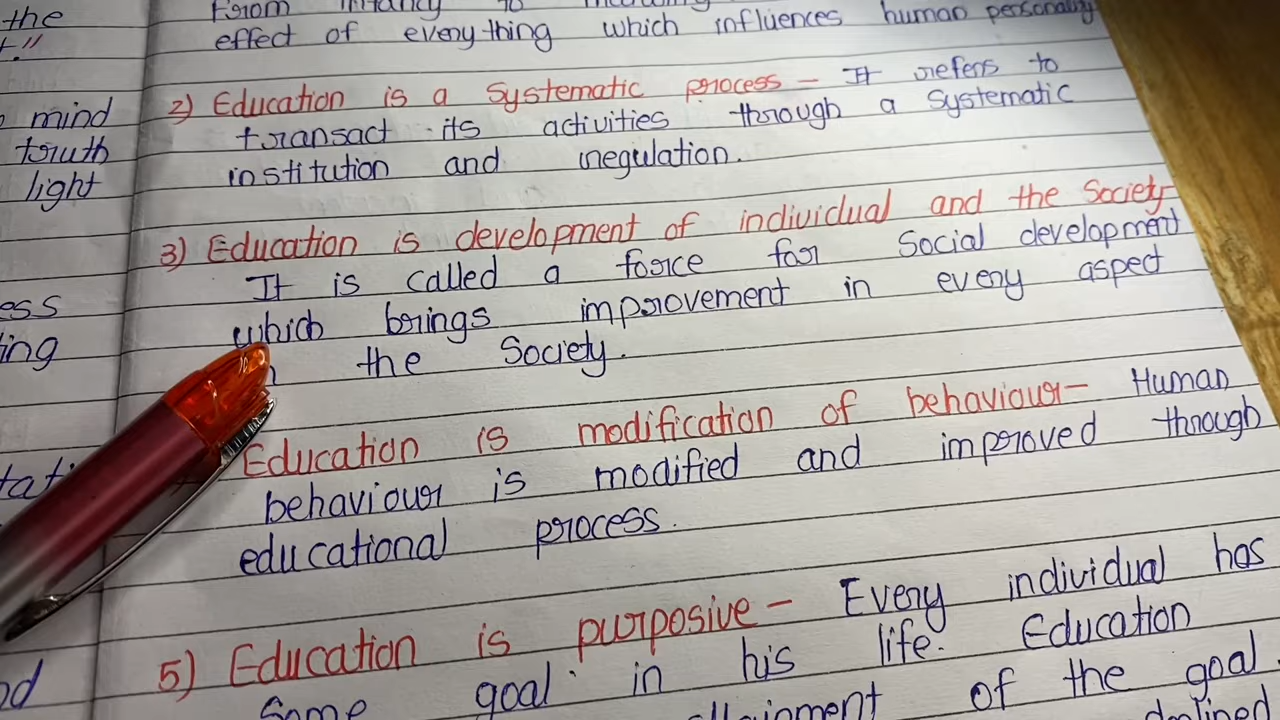 the
t."
mind
truth
light
ess
ing
From infancy to
effect of everything which influences human personality
2) Education is a Systematic process - It refers to
transact its activities through a systematic
institution and regulation.
3) Education is development of individual and the Society
It is called a force for Social development
which brings improvement in every aspect
the Society.
Education is modification of behaviour- Human
behaviour is modified and improved through
educational process.
5) Education is purposive - Every individual has
Some goal in his life. Education
of the goal.